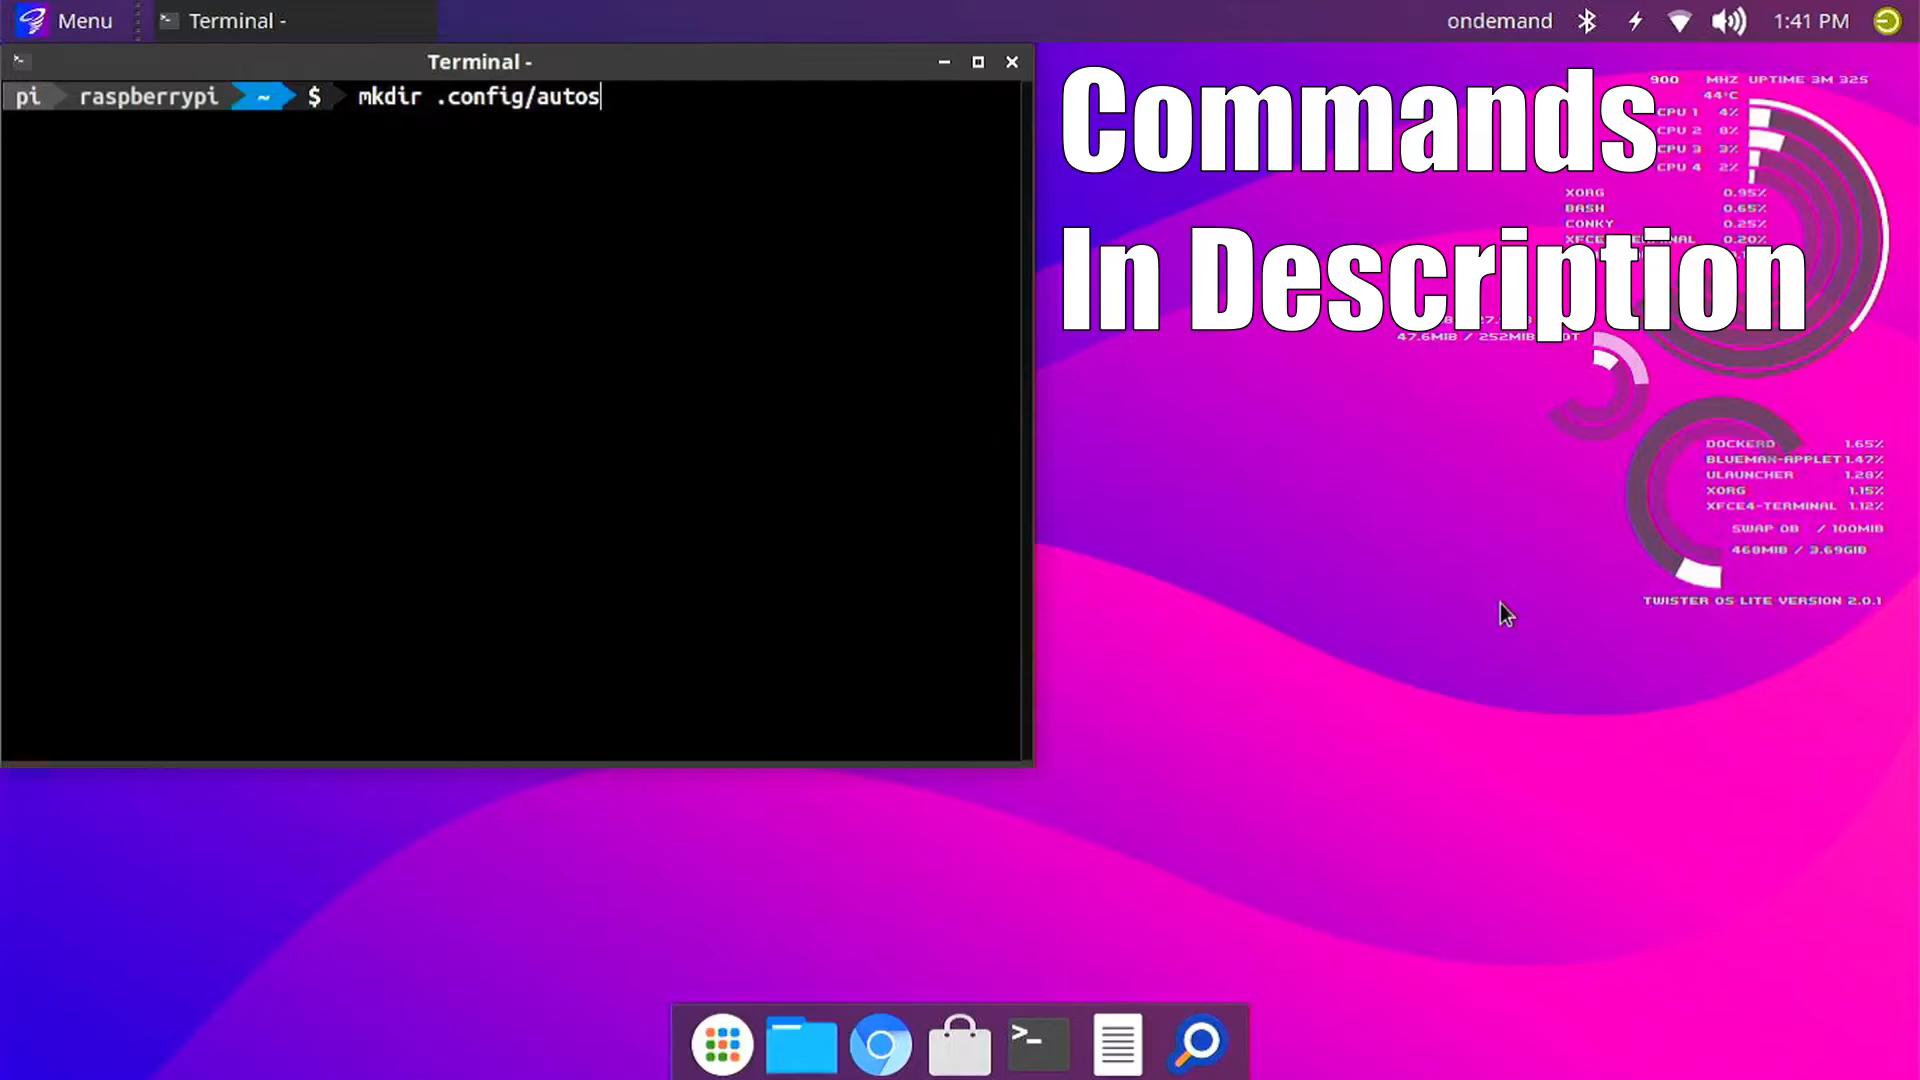 Menu
Terminal -
ondemand
1:41 PM
Terminal -
pi raspberrypi ~ $ mkdir .config/autos
Commands
In Description
900 MHZ UPTIME 3M 32S
44°C
CPU 1 4%
CPU 2 8%
CPU 3 3%
CPU 4 2%
XORG 0.95%
BASH 0.65%
CONKY 0.25%
0.20%
47.6MIB / 252MIB
DOCKERD 1.65%
BLUEMAN-APPLET 1.47%
ULAUNCHER 1.28%
XORG 1.15%
XFCE4-TERMINAL 1.12%
SWAP 0B / 100MIB
468MIB / 3.69GIB
TWISTER OS LITE VERSION 2.0.1
>_